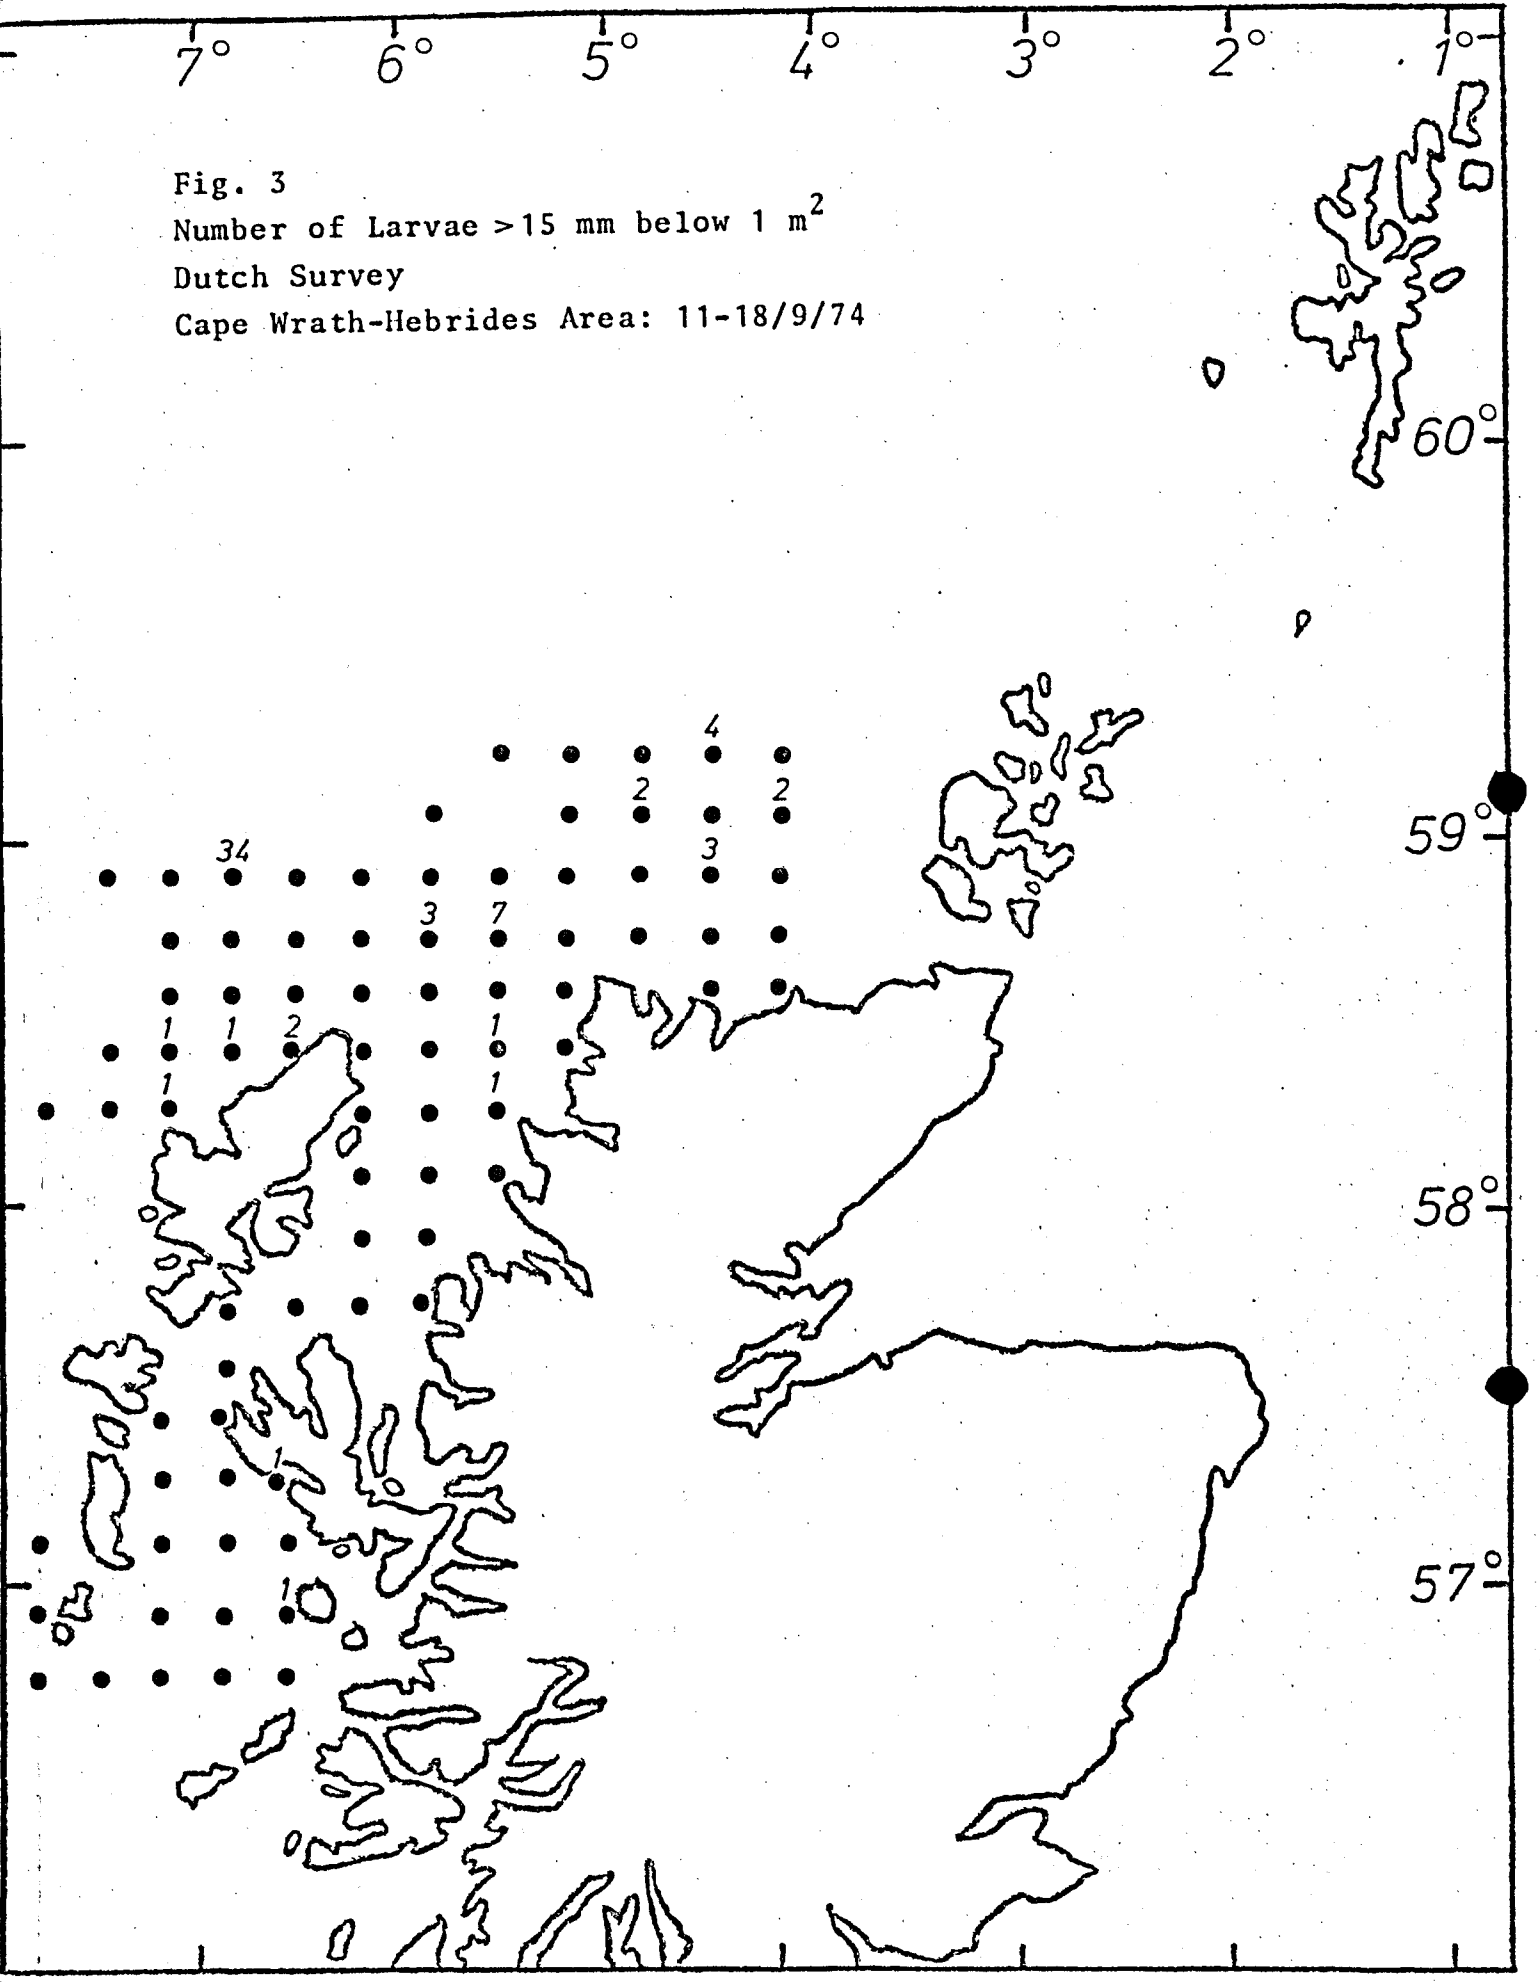 7° 6° 5° 4° 3° 2° 1°
Fig. 3
Number of Larvae >15 mm below 1 m²
Dutch Survey
Cape Wrath-Hebrides Area: 11-18/9/74
60°
4
2 2
59°
34 3
3 7
1 1 2 1
1 1
58°
1
57°
1